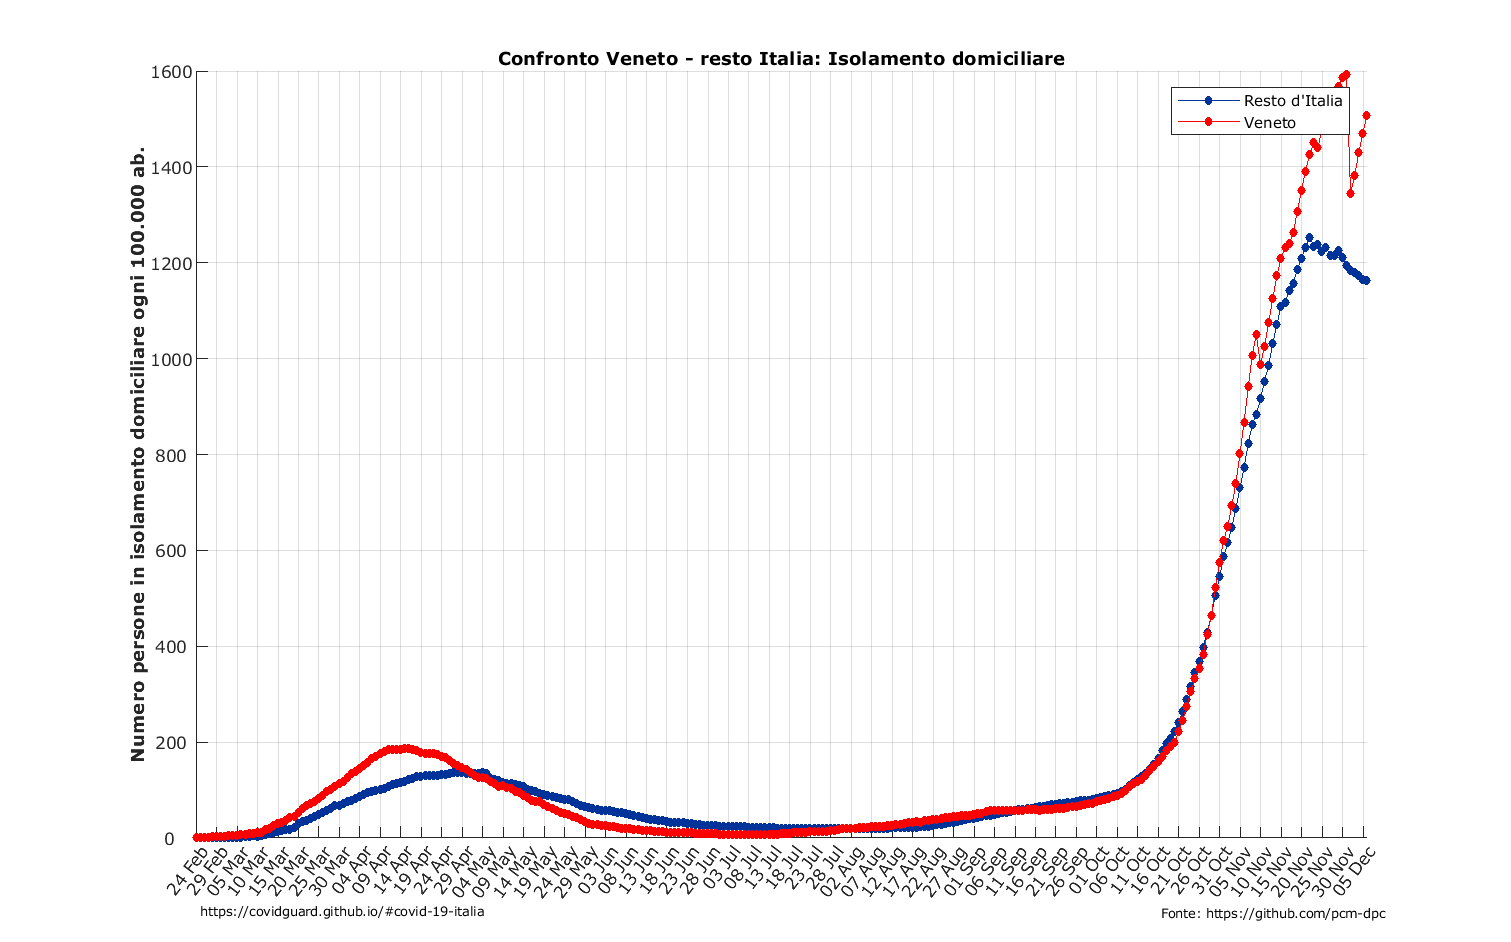 Confronto Veneto - resto Italia: Isolamento domiciliare
Numero persone in isolamento domiciliare ogni 100.000 ab.
1600
1400
1200
1000
800
600
400
200
0
Resto d'Italia
Veneto
24 Feb
29 Feb
05 Mar
10 Mar
15 Mar
20 Mar
25 Mar
30 Mar
04 Apr
09 Apr
14 Apr
19 Apr
24 Apr
29 Apr
04 May
09 May
14 May
19 May
24 May
29 May
03 Jun
08 Jun
13 Jun
18 Jun
23 Jun
28 Jun
03 Jul
08 Jul
13 Jul
18 Jul
23 Jul
28 Jul
02 Aug
07 Aug
12 Aug
17 Aug
22 Aug
27 Aug
01 Sep
06 Sep
11 Sep
16 Sep
21 Sep
26 Sep
01 Oct
06 Oct
11 Oct
16 Oct
21 Oct
26 Oct
31 Oct
05 Nov
10 Nov
15 Nov
20 Nov
25 Nov
30 Nov
05 Dec
https://covidguard.github.io/#covid-19-italia
Fonte: https://github.com/pcm-dpc